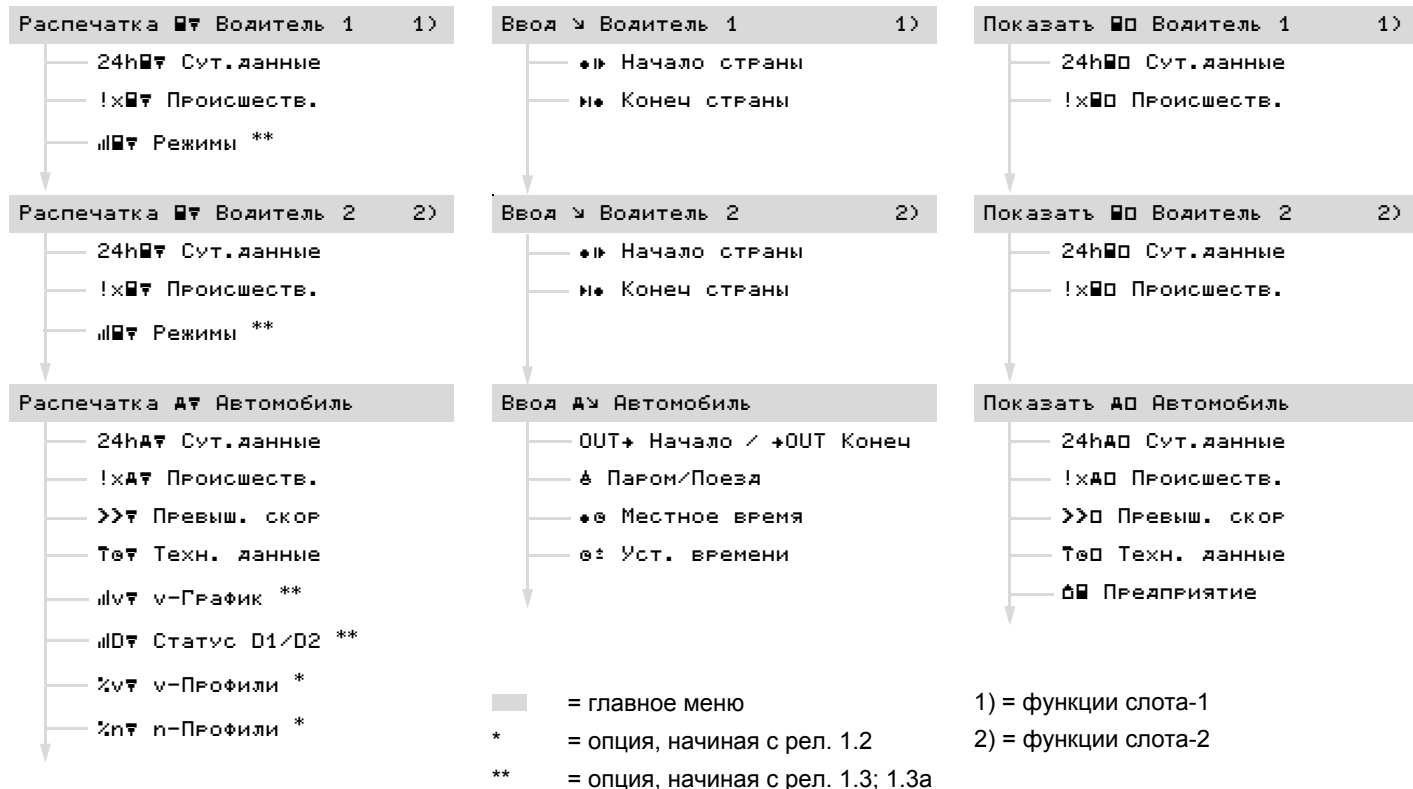 Распечатка Водитель 1 1)
24h Сут.данные
!x Происшеств.
Режимы **
Распечатка Водитель 2 2)
24h Сут.данные
!x Происшеств.
Режимы **
Распечатка Автомобиль
24h Сут.данные
!x Происшеств.
>> Превыш. скор
Техн. данные
v v-График **
D Статус D1/D2 **
%v v-Профили *
%n n-Профили *
Ввод Водитель 1 1)
Начало страны
Конец страны
Ввод Водитель 2 2)
Начало страны
Конец страны
Ввод Автомобиль
OUT Начало / OUT Конец
Паром/Поезд
Местное время
Уст. времени
Показать Водитель 1 1)
24h Сут.данные
!x Происшеств.
Показать Водитель 2 2)
24h Сут.данные
!x Происшеств.
Показать Автомобиль
24h Сут.данные
!x Происшеств.
>> Превыш. скор
Техн. данные
Предприятие
= главное меню
* = опция, начиная с рел. 1.2
** = опция, начиная с рел. 1.3; 1.3a
1) = функции слота-1
2) = функции слота-2